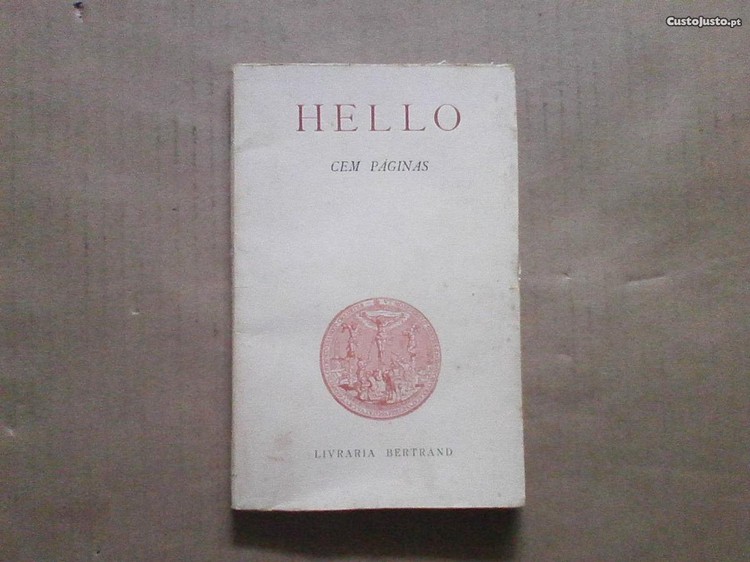 CustoJusto.pt
HELLO
CEM PÁGINAS
LIVRARIA BERTRAND